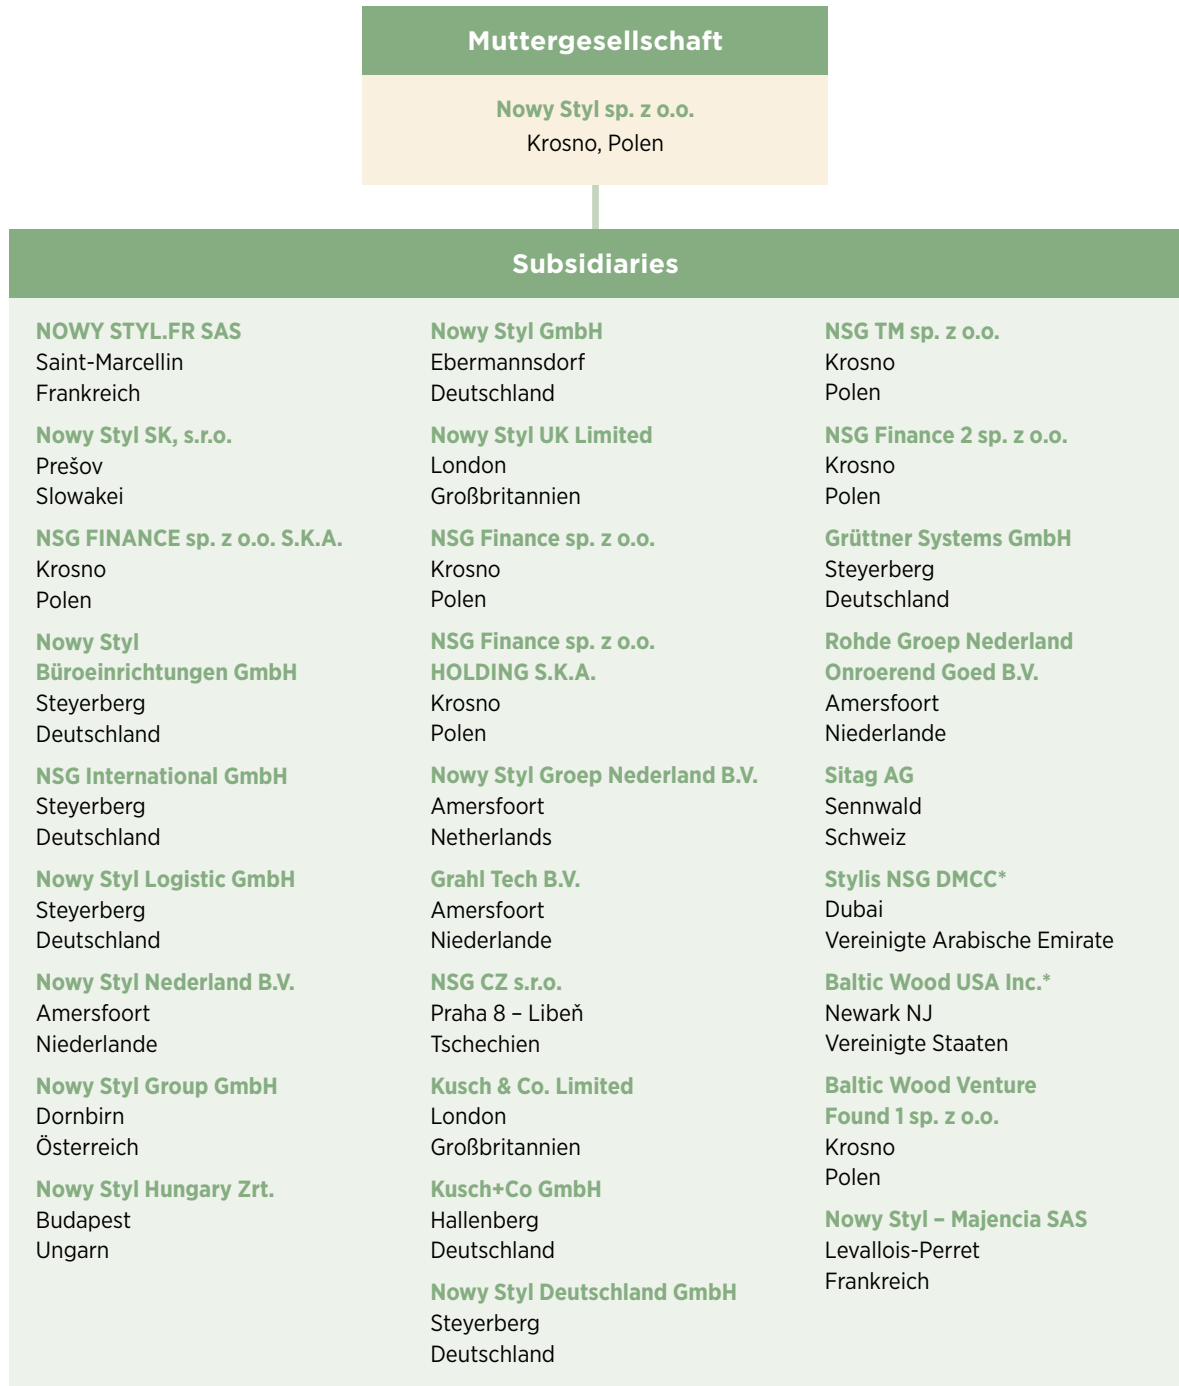 Muttergesellschaft
Nowy Styl sp. z o.o.
Krosno, Polen
Subsidiaries
NOWY STYL.FR SAS
Saint-Marcellin
Frankreich
Nowy Styl SK, s.r.o.
Prešov
Slowakei
NSG FINANCE sp. z o.o. S.K.A.
Krosno
Polen
Nowy Styl
Büroeinrichtungen GmbH
Steyerberg
Deutschland
NSG International GmbH
Steyerberg
Deutschland
Nowy Styl Logistic GmbH
Steyerberg
Deutschland
Nowy Styl Nederland B.V.
Amersfoort
Niederlande
Nowy Styl Group GmbH
Dornbirn
Österreich
Nowy Styl Hungary Zrt.
Budapest
Ungarn
Nowy Styl GmbH
Ebermannsdorf
Deutschland
Nowy Styl UK Limited
London
Großbritannien
NSG Finance sp. z o.o.
Krosno
Polen
NSG Finance sp. z o.o.
HOLDING S.K.A.
Krosno
Polen
Nowy Styl Groep Nederland B.V.
Amersfoort
Netherlands
Grahl Tech B.V.
Amersfoort
Niederlande
NSG CZ s.r.o.
Praha 8 – Libeň
Tschechien
Kusch & Co. Limited
London
Großbritannien
Kusch+Co GmbH
Hallenberg
Deutschland
Nowy Styl Deutschland GmbH
Steyerberg
Deutschland
NSG TM sp. z o.o.
Krosno
Polen
NSG Finance 2 sp. z o.o.
Krosno
Polen
Grüttner Systems GmbH
Steyerberg
Deutschland
Rohde Groep Nederland
Onroerend Goed B.V.
Amersfoort
Niederlande
Sitag AG
Sennwald
Schweiz
Stylis NSG DMCC*
Dubai
Vereinigte Arabische Emirate
Baltic Wood USA Inc.*
Newark NJ
Vereinigte Staaten
Baltic Wood Venture
Found 1 sp. z o.o.
Krosno
Polen
Nowy Styl – Majencia SAS
Levallois-Perret
Frankreich